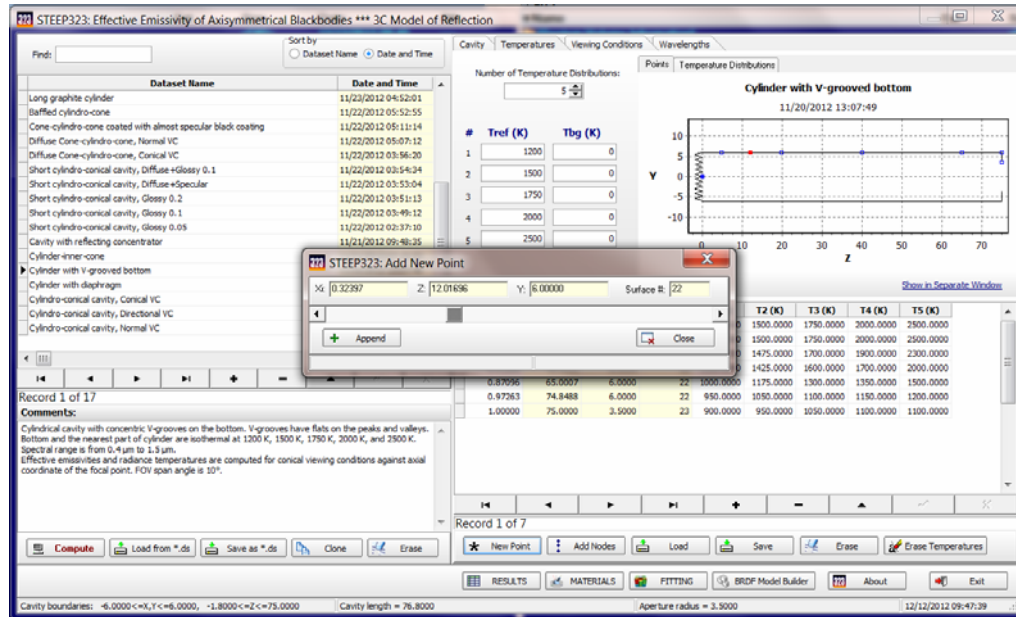 STEEP323: Effective Emissivity of Axisymmetrical Blackbodies *** 3C Model of Reflection
Find:
Sort by
Dataset Name
Date and Time
Dataset Name Date and Time
Long graphite cylinder 11/23/2012 04:52:01
Baffled cylindro-cone 11/22/2012 05:52:55
Cone-cylindro-cone coated with almost specular black coating 11/22/2012 05:11:14
Diffuse Cone-cylindro-cone, Normal VC 11/22/2012 05:07:12
Diffuse Cone-cylindro-cone, Conical VC 11/22/2012 03:56:20
Short cylindro-conical cavity, Diffuse+Glossy 0.1 11/22/2012 03:54:34
Short cylindro-conical cavity, Diffuse+Specular 11/22/2012 03:53:04
Short cylindro-conical cavity, Glossy 0.2 11/22/2012 03:51:13
Short cylindro-conical cavity, Glossy 0.1 11/22/2012 03:49:12
Short cylindro-conical cavity, Glossy 0.05 11/22/2012 02:37:10
Cavity with reflecting concentrator 11/21/2012 09:48:35
Cylinder-inner-cone
Cylinder with V-grooved bottom
Cylinder with diaphragm
Cylindro-conical cavity, Conical VC
Cylindro-conical cavity, Directional VC
Cylindro-conical cavity, Normal VC
Record 1 of 17
Comments:
Cylindrical cavity with concentric V-grooves on the bottom. V-grooves have flats on the peaks and valleys.
Bottom and the nearest part of cylinder are isothermal at 1200 K, 1500 K, 1750 K, 2000 K, and 2500 K.
Spectral range is from 0.4 µm to 1.5 µm.
Effective emissivities and radiance temperatures are computed for conical viewing conditions against axial
coordinate of the focal point. FOV span angle is 10°.
Compute Load from *.ds Save as *.ds Clone Erase
Cavity Temperatures Viewing Conditions Wavelengths
Number of Temperature Distributions:
5
# Tref (K) Tbg (K)
1 1200 0
2 1500 0
3 1750 0
4 2000 0
5 2500 0
Points Temperature Distributions
Cylinder with V-grooved bottom
11/20/2012 13:07:49
Y
10
5
0
-5
-10
0 10 20 30 40 50 60 70
Z
Show in Separate Window
STEEP323: Add New Point
Xi: 0.32397 Z: 12.01696 Y: 6.00000 Surface #: 22
Append Close
T2 (K) T3 (K) T4 (K) T5 (K)
1500.0000 1750.0000 2000.0000 2500.0000
1500.0000 1750.0000 2000.0000 2500.0000
1475.0000 1700.0000 1900.0000 2300.0000
1425.0000 1600.0000 1700.0000 2000.0000
0.87096 65.0007 6.0000 22 1000.0000 1175.0000 1300.0000 1350.0000 1500.0000
0.97263 74.8488 6.0000 22 950.0000 1050.0000 1100.0000 1150.0000 1200.0000
1.00000 75.0000 3.5000 23 900.0000 950.0000 1050.0000 1100.0000 1100.0000
Record 1 of 7
New Point Add Nodes Load Save Erase Erase Temperatures
RESULTS MATERIALS FITTING BRDF Model Builder About Exit
Cavity boundaries: -6.0000<=X,Y<=6.0000, -1.8000<=Z<=75.0000 Cavity length = 76.8000 Aperture radius = 3.5000 12/12/2012 09:47:39